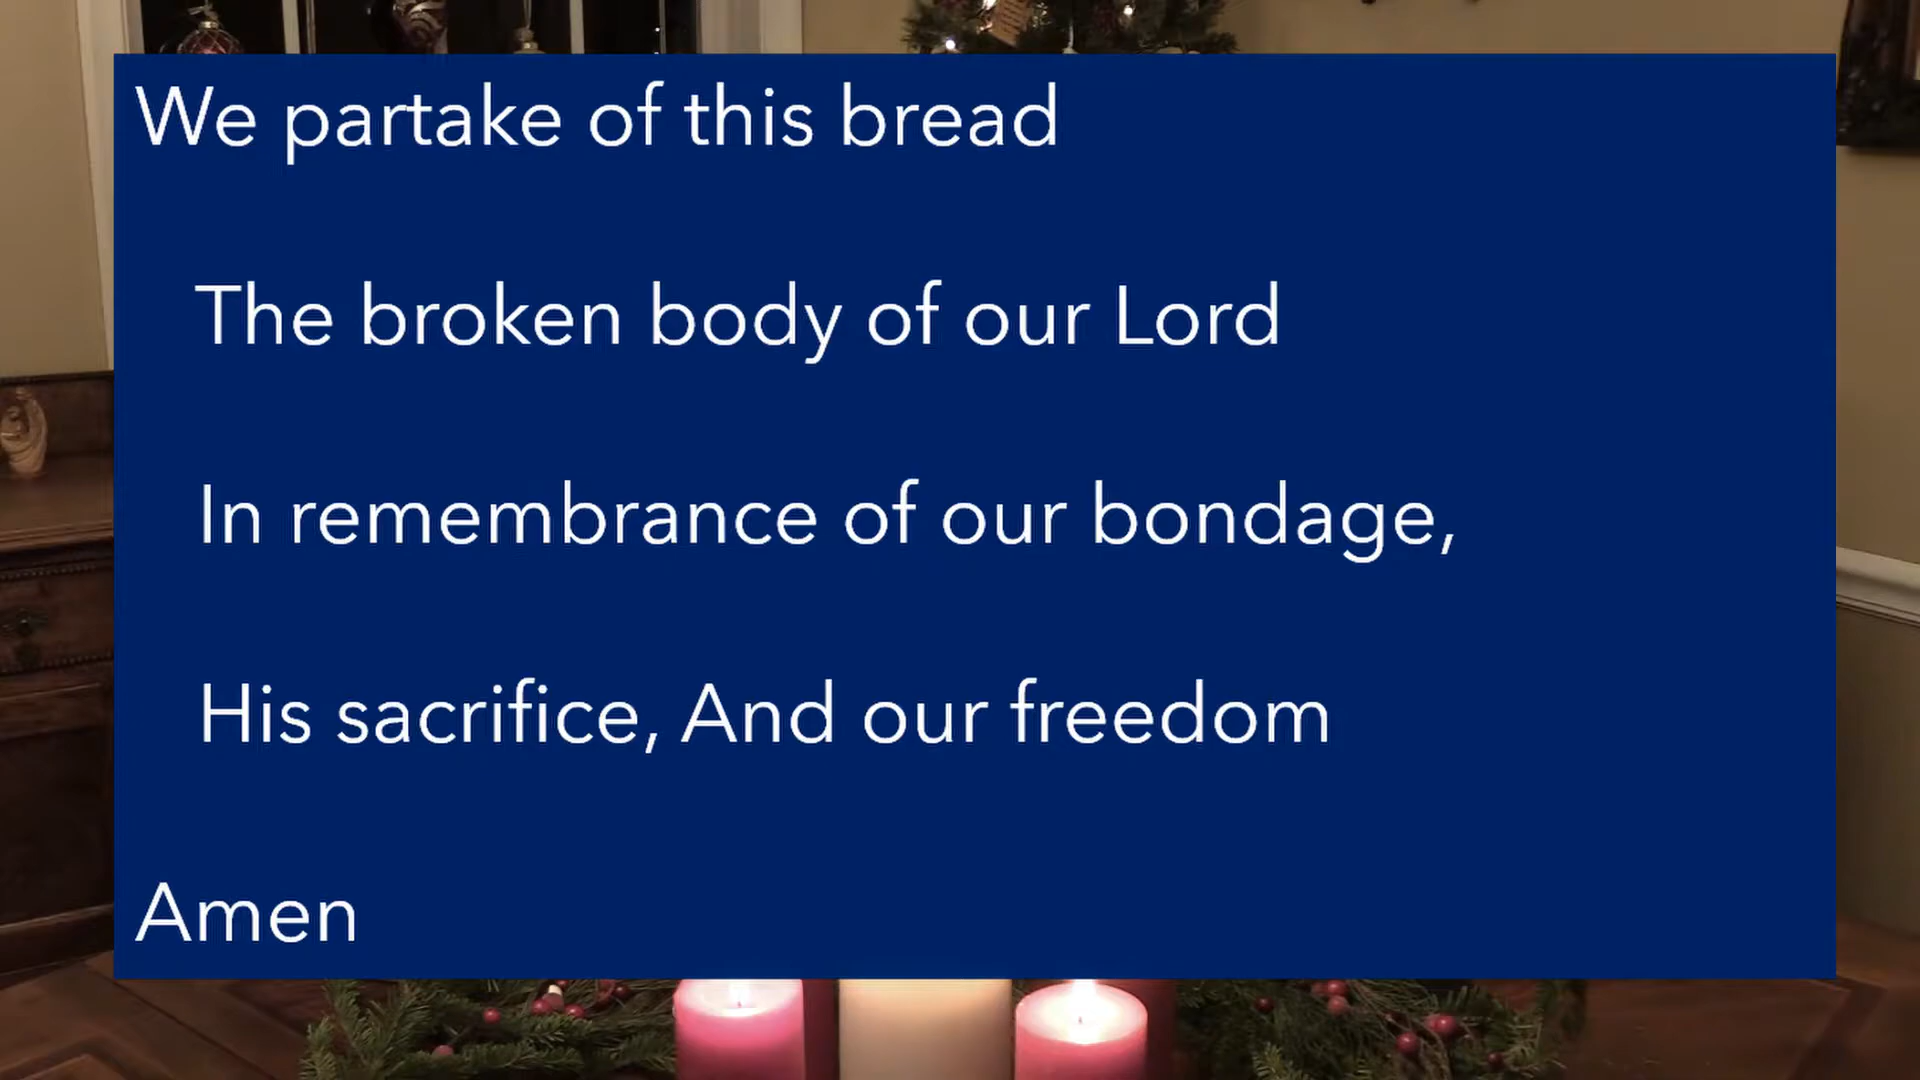 We partake of this bread
The broken body of our Lord
In remembrance of our bondage,
His sacrifice, And our freedom
Amen